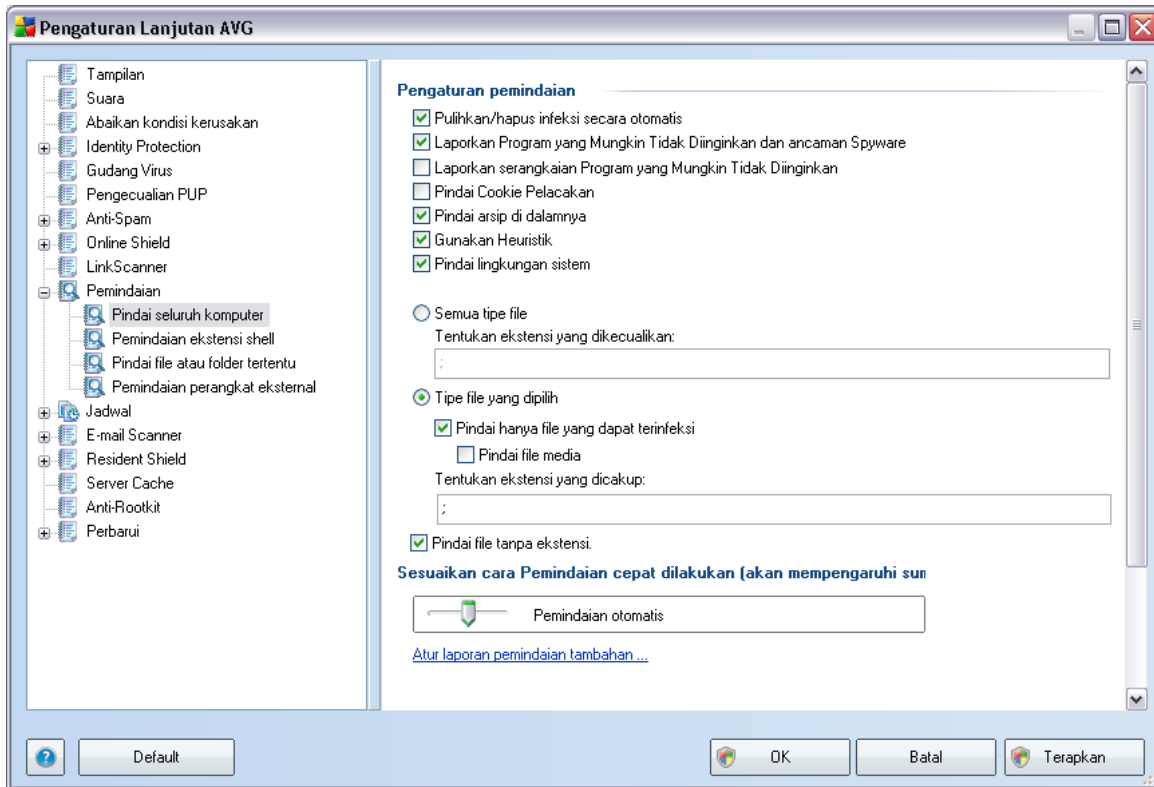 Pengaturan Lanjutan AVG
Tampilan
Suara
Abaikan kondisi kerusakan
Identity Protection
Gudang Virus
Pengecualian PUP
Anti-Spam
Online Shield
LinkScanner
Pemindaian
Pindai seluruh komputer
Pemindaian ekstensi shell
Pindai file atau folder tertentu
Pemindaian perangkat eksternal
Jadwal
E-mail Scanner
Resident Shield
Server Cache
Anti-Rootkit
Perbarui
Pengaturan pemindaian
Pulihkan/hapus infeksi secara otomatis
Laporkan Program yang Mungkin Tidak Diinginkan dan ancaman Spyware
Laporkan serangkaian Program yang Mungkin Tidak Diinginkan
Pindai Cookie Pelacakan
Pindai arsip di dalamnya
Gunakan Heuristik
Pindai lingkungan sistem
Semua tipe file
Tentukan ekstensi yang dikecualikan:
;
Tipe file yang dipilih
Pindai hanya file yang dapat terinfeksi
Pindai file media
Tentukan ekstensi yang dicakup:
;
Pindai file tanpa ekstensi.
Sesuaikan cara Pemindaian cepat dilakukan (akan mempengaruhi sun
Pemindaian otomatis
Atur laporan pemindaian tambahan ...
?
Default
OK
Batal
Terapkan